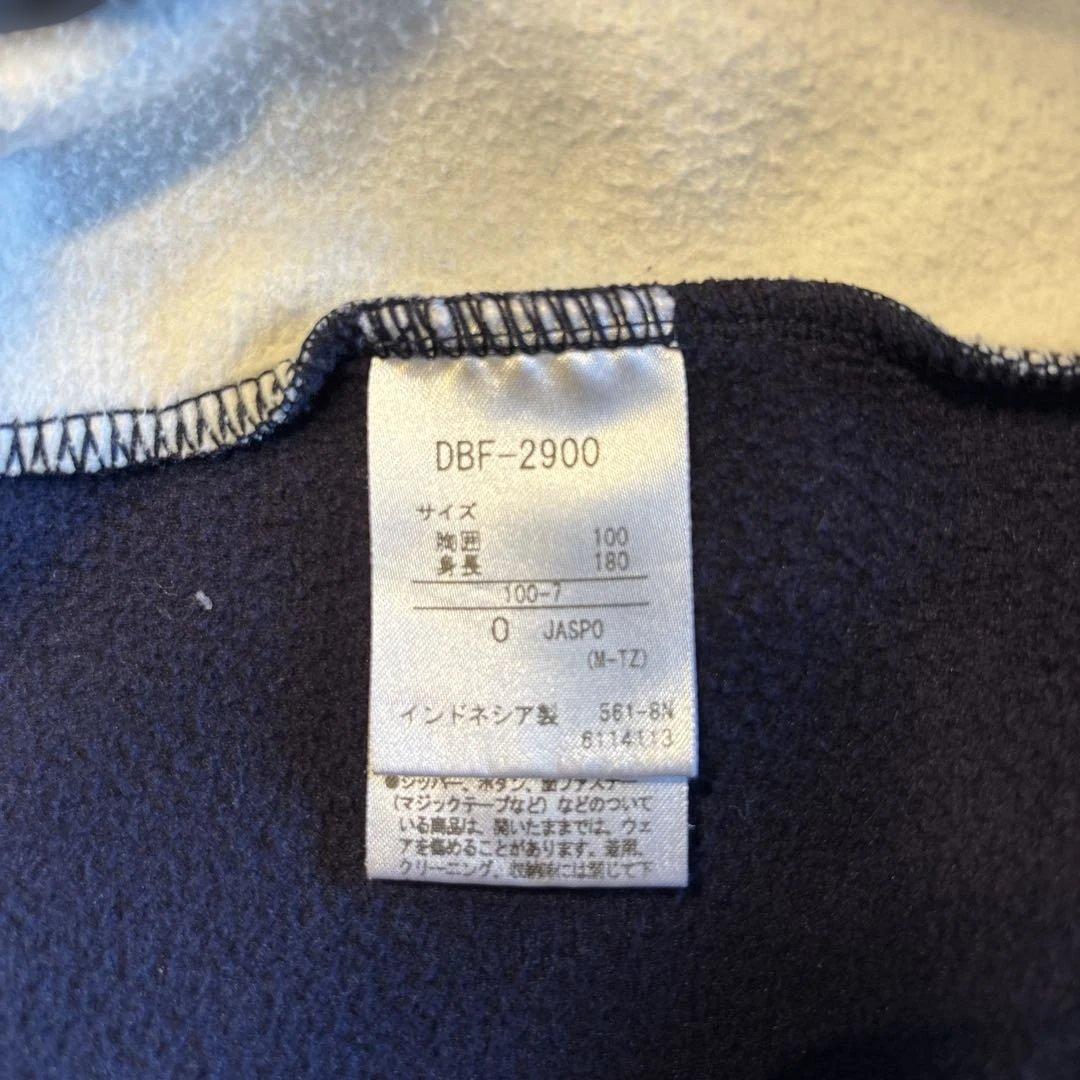 DBF-2900
サイズ
胸囲 100
身長 180
100-7
O JASPO
(M-TZ)
インドネシア製 561-8N
6114113
●ジッパー、ボタン、面ファスナー
(マジックテープなど)などのついて
いる商品は、開いたままでは、ウェ
アを傷めることがあります。着用、
クリーニング、収納時には閉じて下